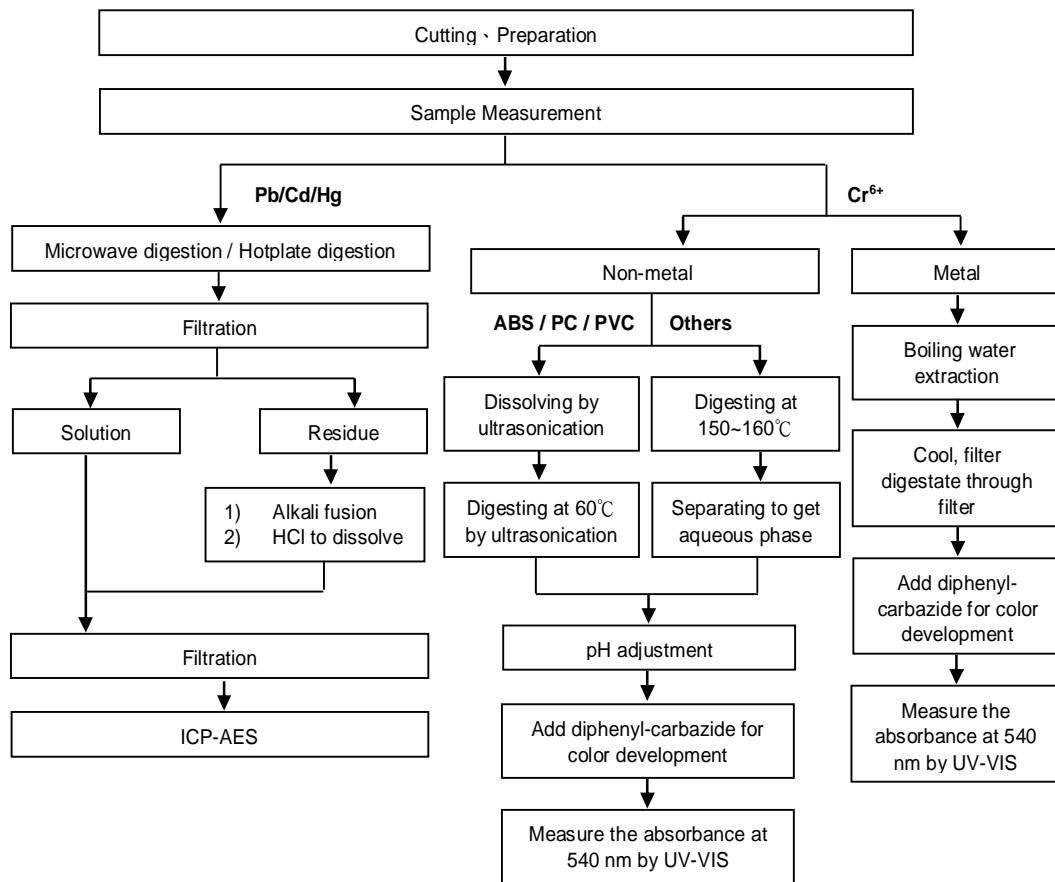 Cutting、Preparation
Sample Measurement
Pb/Cd/Hg
Cr⁶⁺
Microwave digestion / Hotplate digestion
Non-metal
Metal
Filtration
ABS / PC / PVC
Others
Boiling water
extraction
Solution
Residue
Dissolving by
ultrasonication
Digesting at
150~160℃
Cool, filter
digestate through
filter
1) Alkali fusion
2) HCl to dissolve
Digesting at 60℃
by ultrasonication
Separating to get
aqueous phase
Add diphenyl-
carbazide for color
development
Filtration
pH adjustment
ICP-AES
Add diphenyl-carbazide for
color development
Measure the
absorbance at 540
nm by UV-VIS
Measure the absorbance at
540 nm by UV-VIS